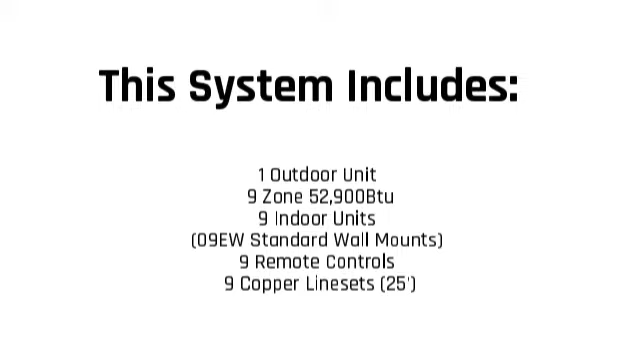 This System Includes:
1 Outdoor Unit
9 Zone 52,900Btu
9 Indoor Units
(09EW Standard Wall Mounts)
9 Remote Controls
9 Copper Linesets (25')